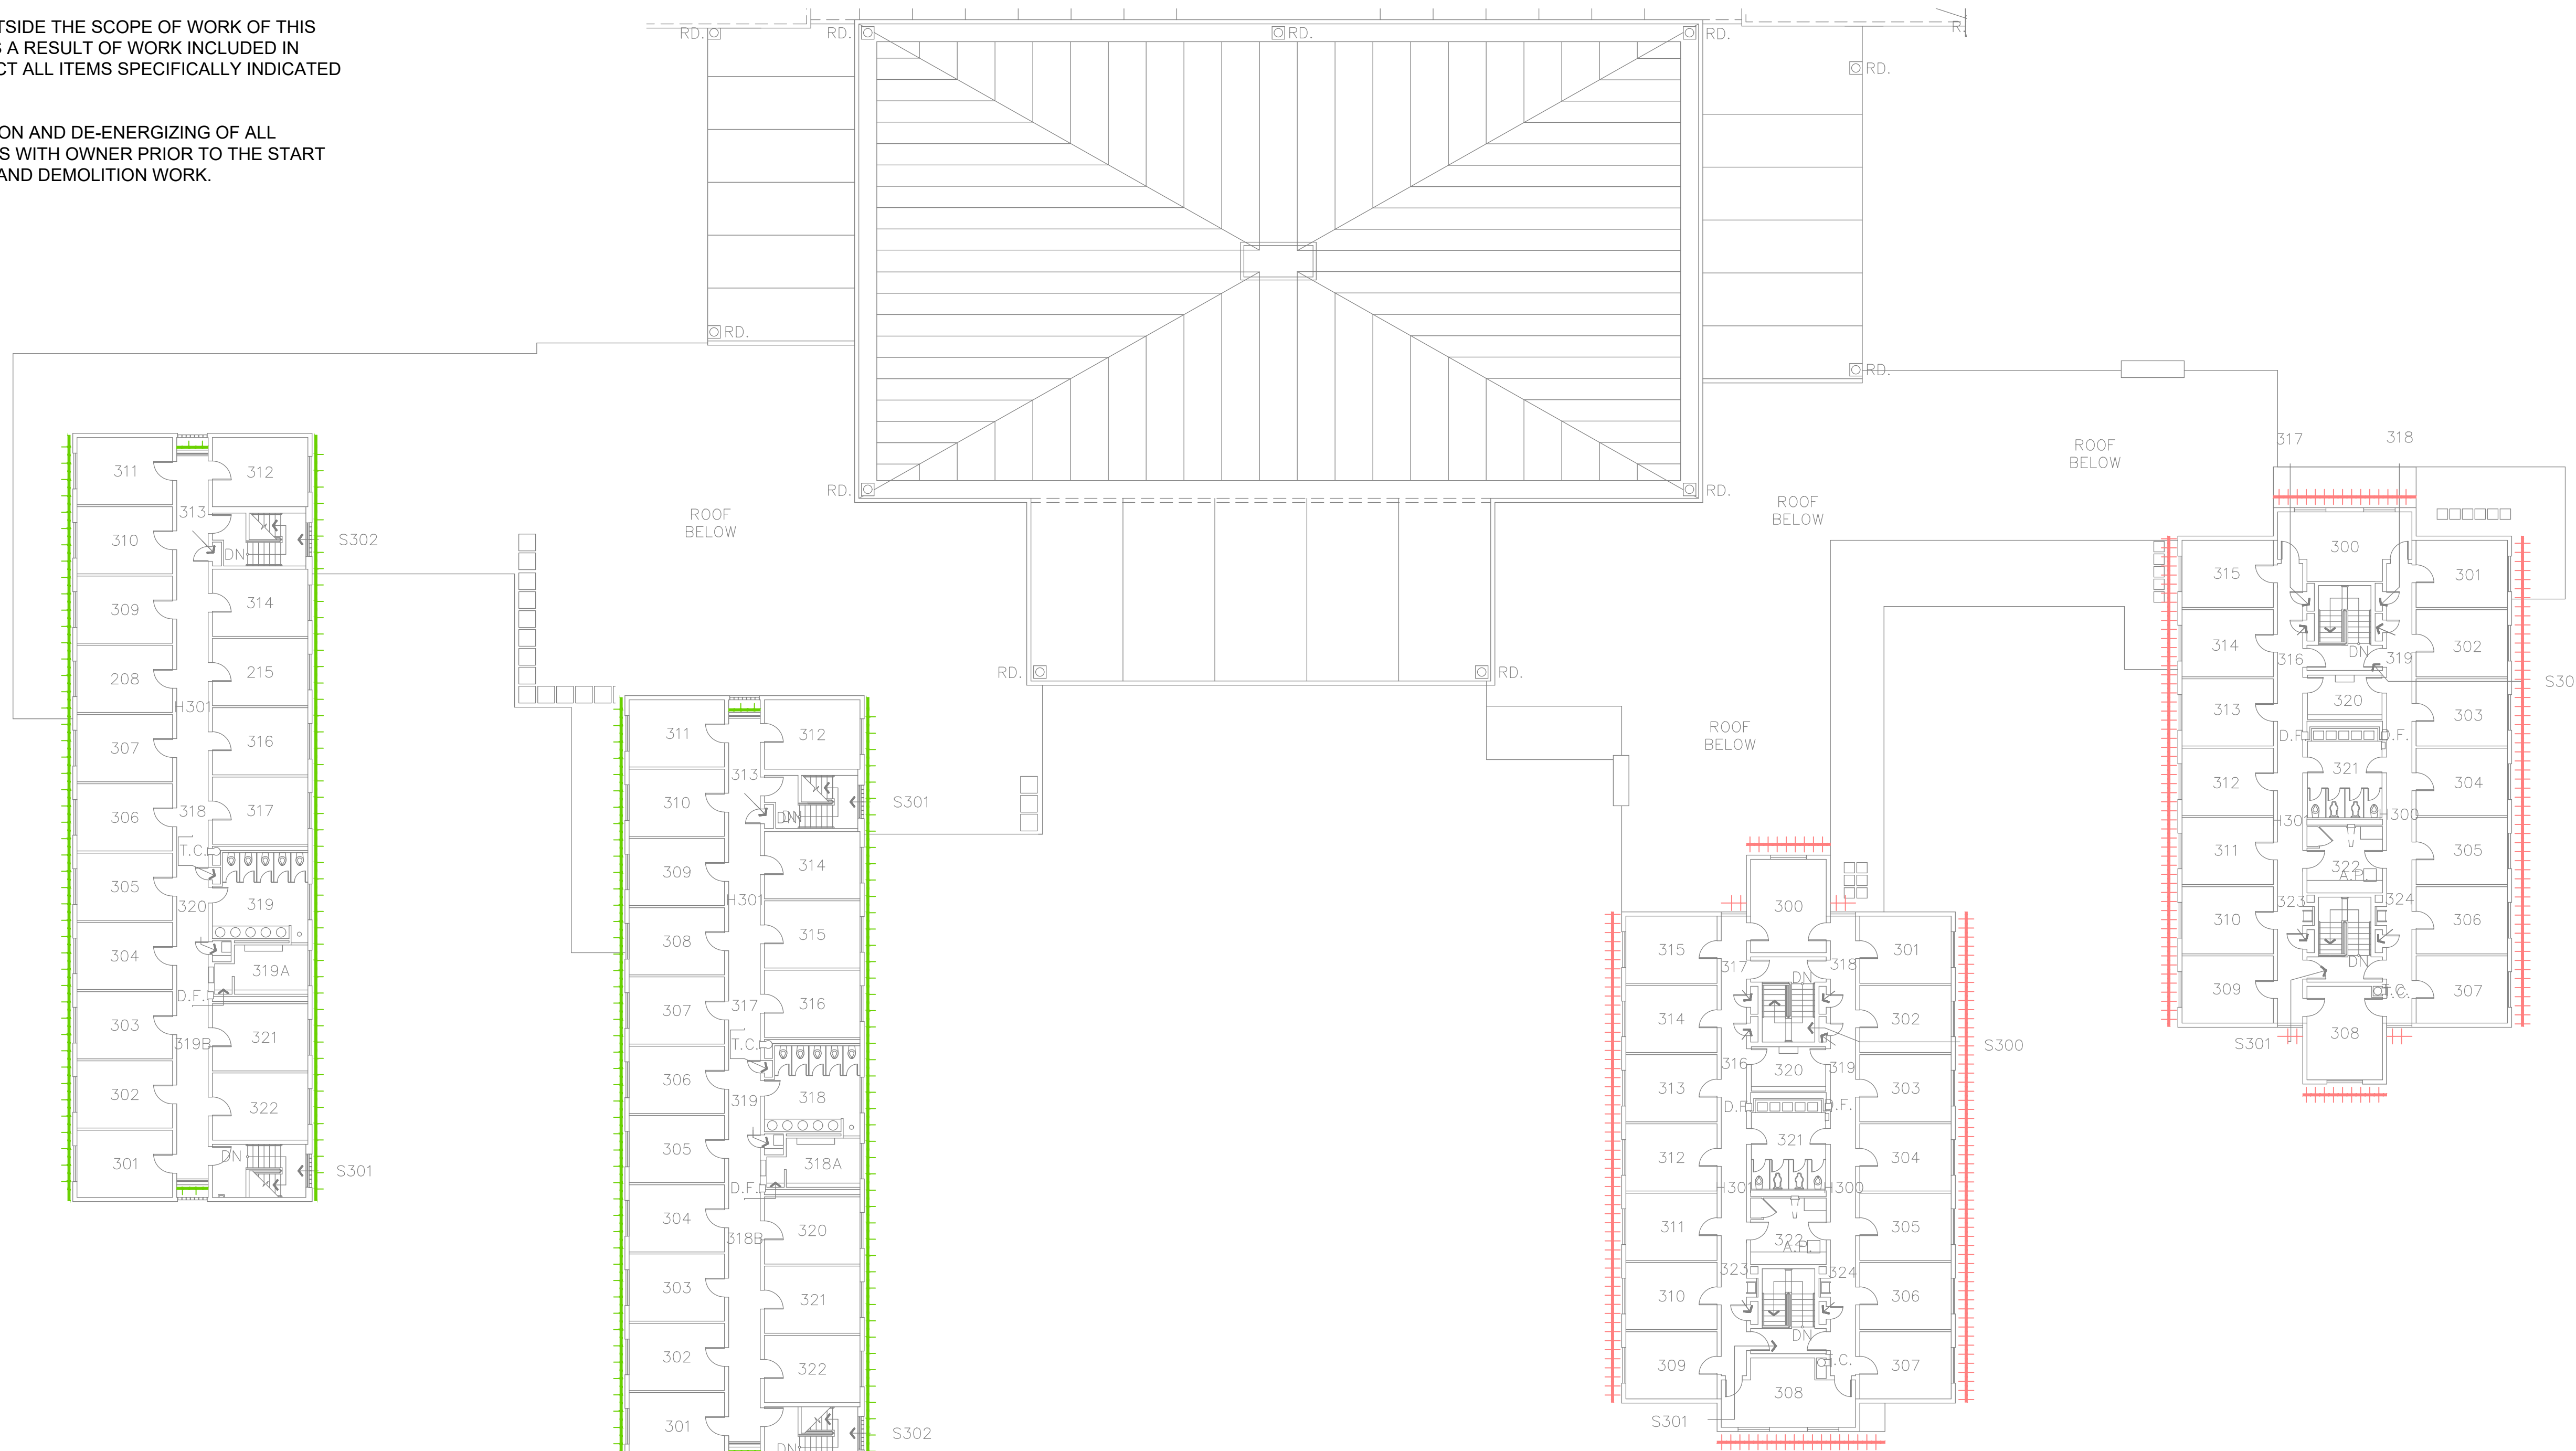 TSIDE THE SCOPE OF WORK OF THIS
S A RESULT OF WORK INCLUDED IN
CT ALL ITEMS SPECIFICALLY INDICATED
ON AND DE-ENERGIZING OF ALL
S WITH OWNER PRIOR TO THE START
AND DEMOLITION WORK.
RD.
RD.
RD.
RD.
R.
RD.
RD.
RD.
RD.
RD.
RD.
RD.
ROOF
BELOW
ROOF
BELOW
ROOF
BELOW
ROOF
BELOW
311
312
313
310
DN
S302
309
314
208
215
H301
307
316
306
318
317
T.C.
305
320
319
304
319A
D.F.
303
319B
321
302
322
301
DN
S301
311
312
313
310
DN
S301
309
314
H301
308
315
307
317
316
T.C.
306
319
318
305
318A
D.F.
304
320
318B
303
321
302
322
301
S302
DN
300
315
301
317
318
DN
314
302
S300
316
320
319
313
303
D.F.
D.F.
321
312
304
H301
H300
311
322
305
A.P.
323
324
310
306
DN
309
T.C.
307
308
S301
317
318
300
315
301
314
316
DN
319
302
S30
320
313
303
D.F.
D.F.
321
312
304
H301
H300
311
322
305
A.P.
323
324
310
306
DN
309
T.C.
307
S301
308